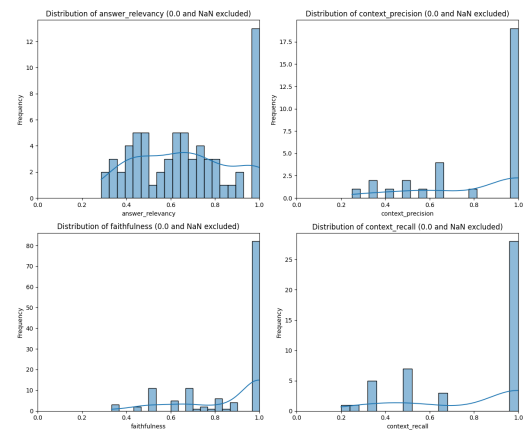 Distribution of answer_relevancy (0.0 and NaN excluded)
12
10
8
6
4
2
0
Frequency
0.0 0.2 0.4 0.6 0.8 1.0
answer_relevancy
Distribution of context_precision (0.0 and NaN excluded)
17.5
15.0
12.5
10.0
7.5
5.0
2.5
0.0
Frequency
0.0 0.2 0.4 0.6 0.8 1.0
context_precision
Distribution of faithfulness (0.0 and NaN excluded)
80
70
60
50
40
30
20
10
0
Frequency
0.0 0.2 0.4 0.6 0.8 1.0
faithfulness
Distribution of context_recall (0.0 and NaN excluded)
25
20
15
10
5
0
Frequency
0.0 0.2 0.4 0.6 0.8 1.0
context_recall